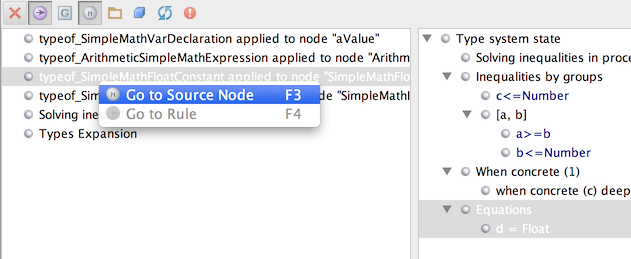 G
typeof_SimpleMathVarDeclaration applied to node "aValue"
typeof_ArithmeticSimpleMathExpression applied to node "Arithm
typeof_SimpleMathFloatConstant applied to node "SimpleMathFlo
typeof_Sim "SimpleMathI
Solving ine
Types Expansion
Go to Source Node F3
Go to Rule F4
Type system state
Solving inequalities in proce
Inequalities by groups
c<=Number
[a, b]
a>=b
b<=Number
When concrete (1)
when concrete (c) deep
Equations
d = Float